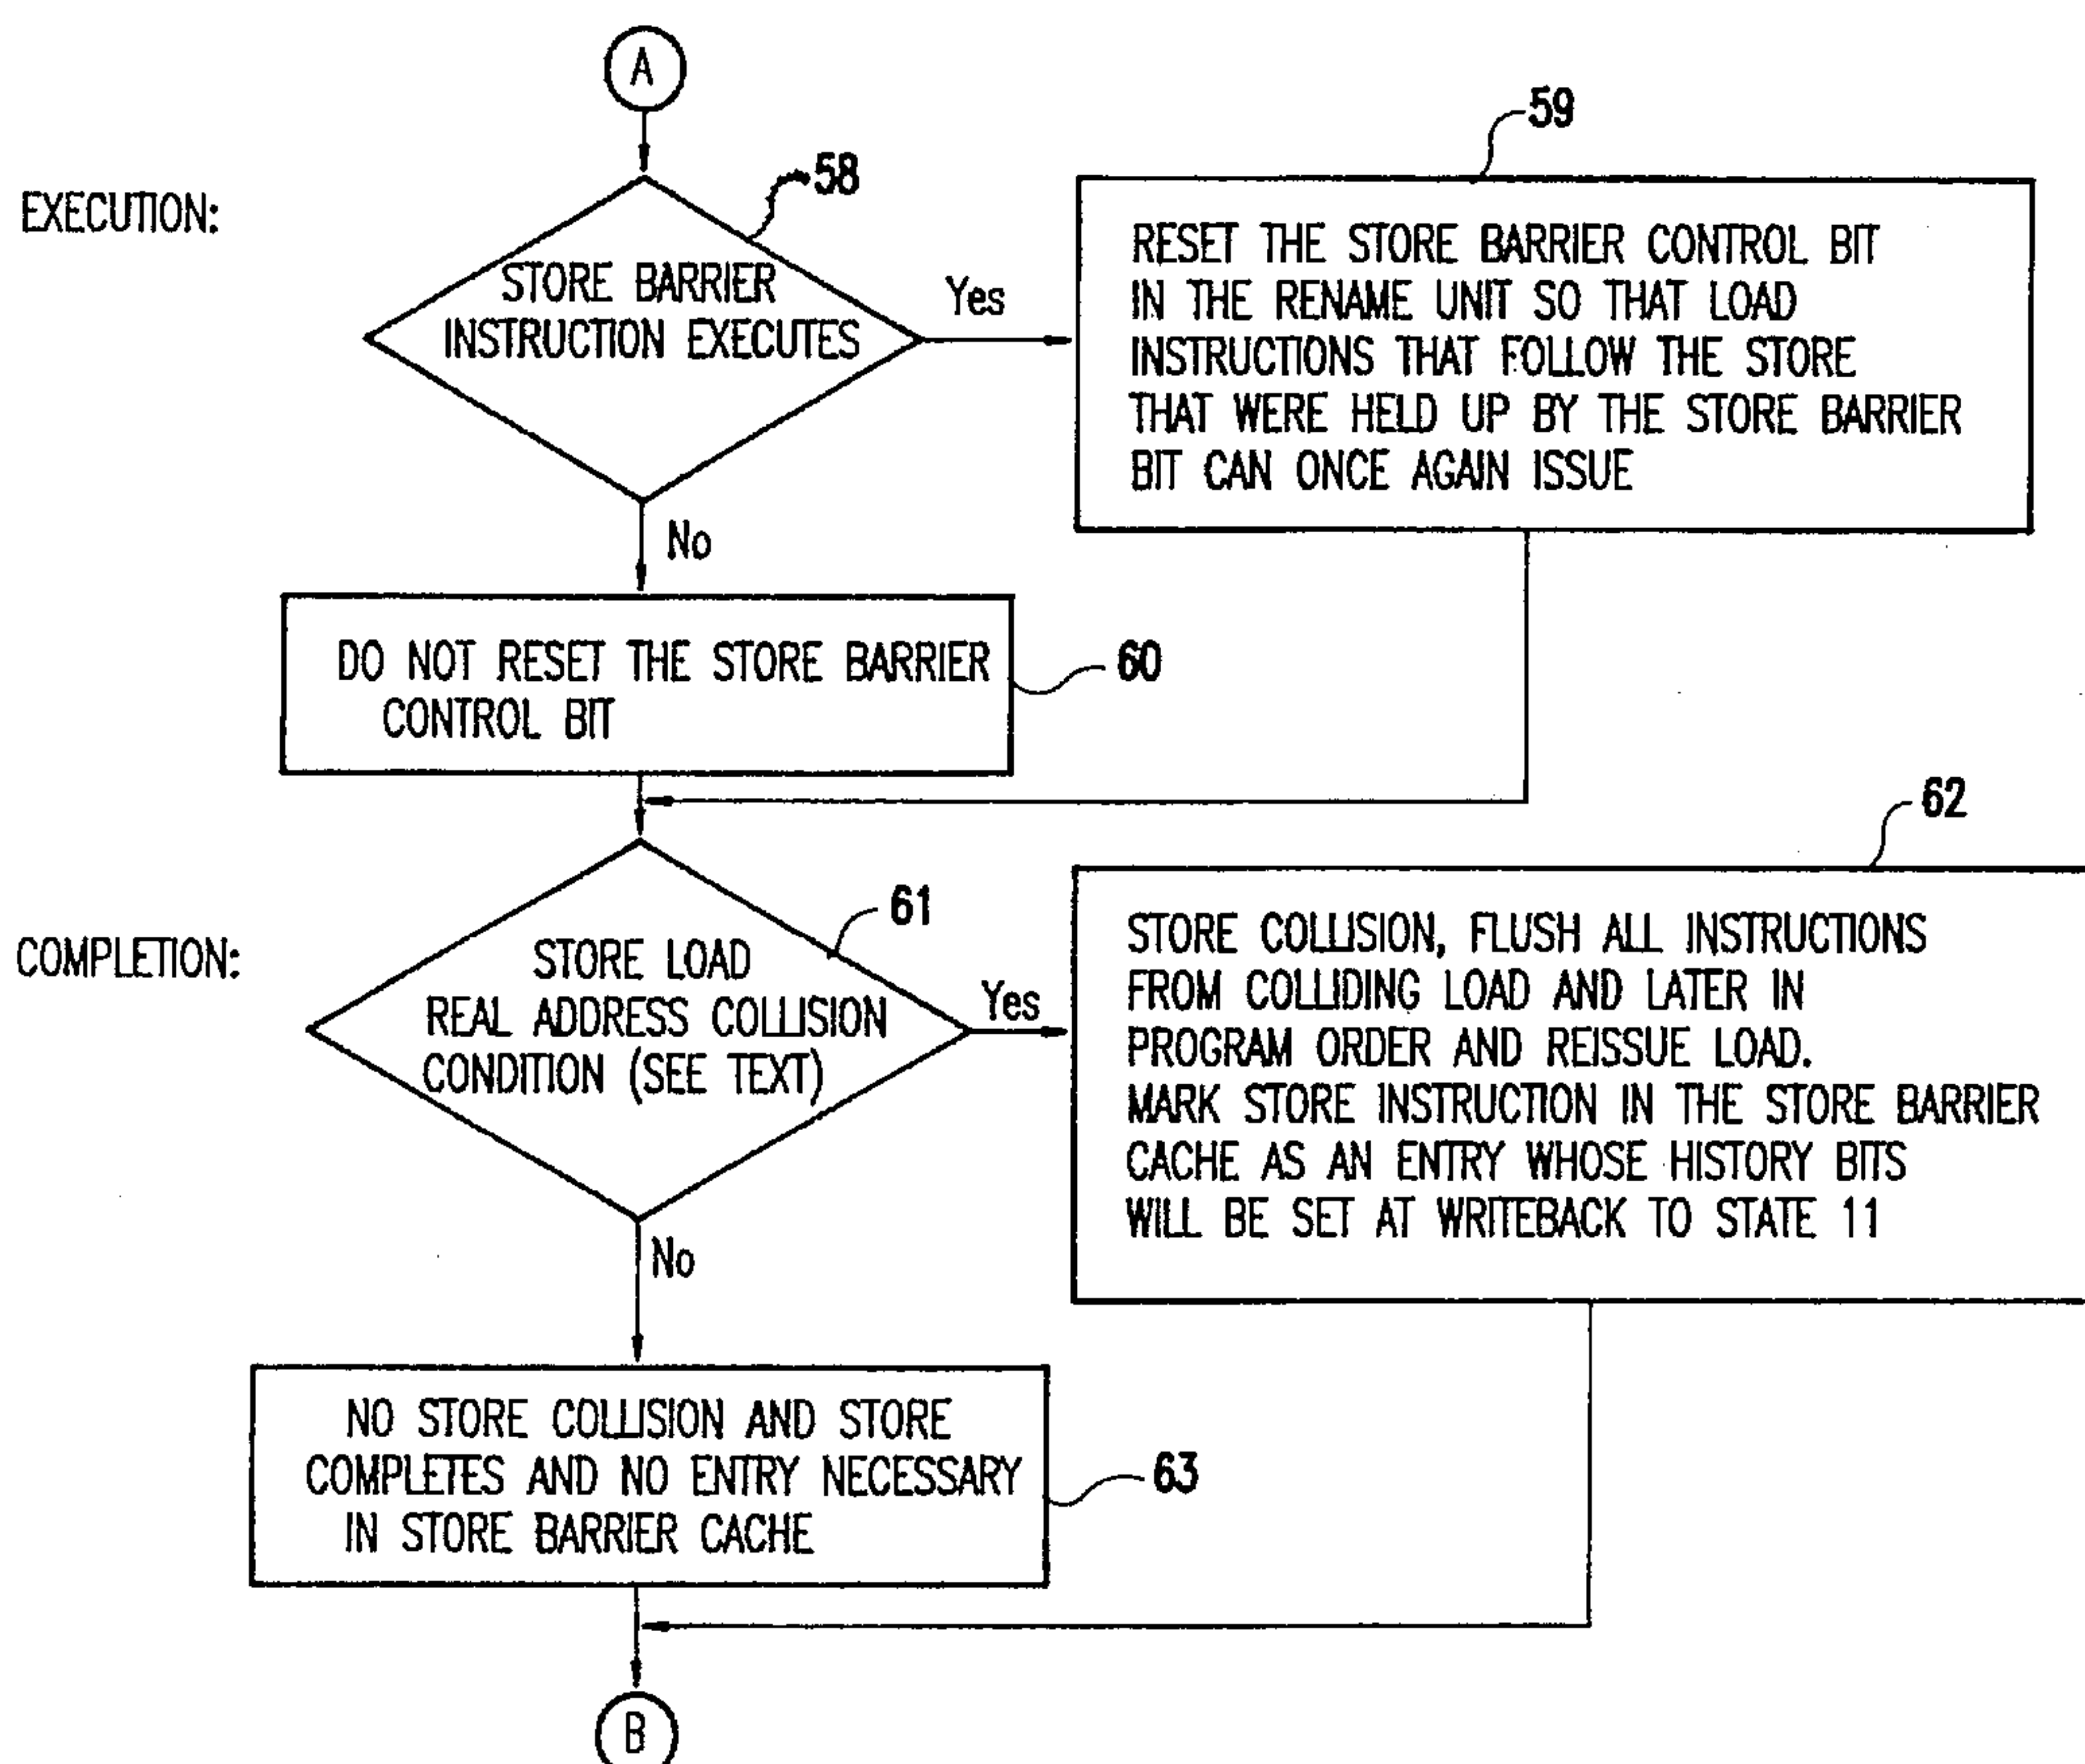 A
58
59
EXECUTION:
STORE BARRIER
INSTRUCTION EXECUTES
Yes
RESET THE STORE BARRIER CONTROL BIT
IN THE RENAME UNIT SO THAT LOAD
INSTRUCTIONS THAT FOLLOW THE STORE
THAT WERE HELD UP BY THE STORE BARRIER
BIT CAN ONCE AGAIN ISSUE
No
DO NOT RESET THE STORE BARRIER
CONTROL BIT
60
61
62
COMPLETION:
STORE LOAD
REAL ADDRESS COLLISION
CONDITION (SEE TEXT)
Yes
STORE COLLISION, FLUSH ALL INSTRUCTIONS
FROM COLLIDING LOAD AND LATER IN
PROGRAM ORDER AND REISSUE LOAD.
MARK STORE INSTRUCTION IN THE STORE BARRIER
CACHE AS AN ENTRY WHOSE HISTORY BITS
WILL BE SET AT WRITEBACK TO STATE 11
No
NO STORE COLLISION AND STORE
COMPLETES AND NO ENTRY NECESSARY
IN STORE BARRIER CACHE
63
B